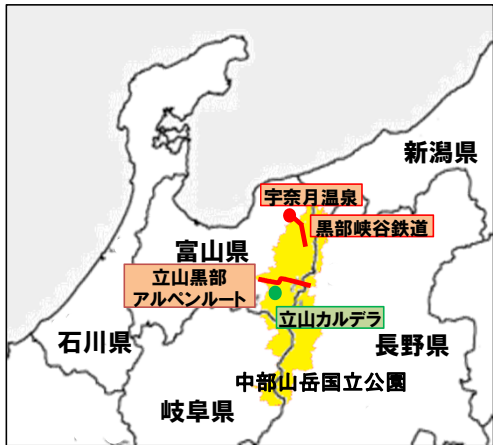 新潟県
宇奈月温泉
黒部峡谷鉄道
富山県
立山黒部
アルペンルート
立山カルデラ
石川県
長野県
中部山岳国立公園
岐阜県